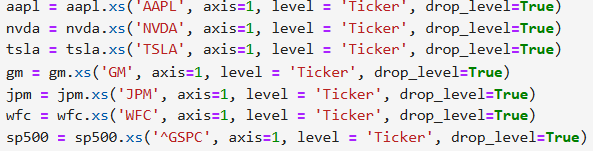 aapl = aapl.xs('AAPL', axis=1, level = 'Ticker', drop_level=True)
nvda = nvda.xs('NVDA', axis=1, level = 'Ticker', drop_level=True)
tsla = tsla.xs('TSLA', axis=1, level = 'Ticker', drop_level=True)
gm = gm.xs('GM', axis=1, level = 'Ticker', drop_level=True)
jpm = jpm.xs('JPM', axis=1, level = 'Ticker', drop_level=True)
wfc = wfc.xs('WFC', axis=1, level = 'Ticker', drop_level=True)
sp500 = sp500.xs('^GSPC', axis=1, level = 'Ticker', drop_level=True)